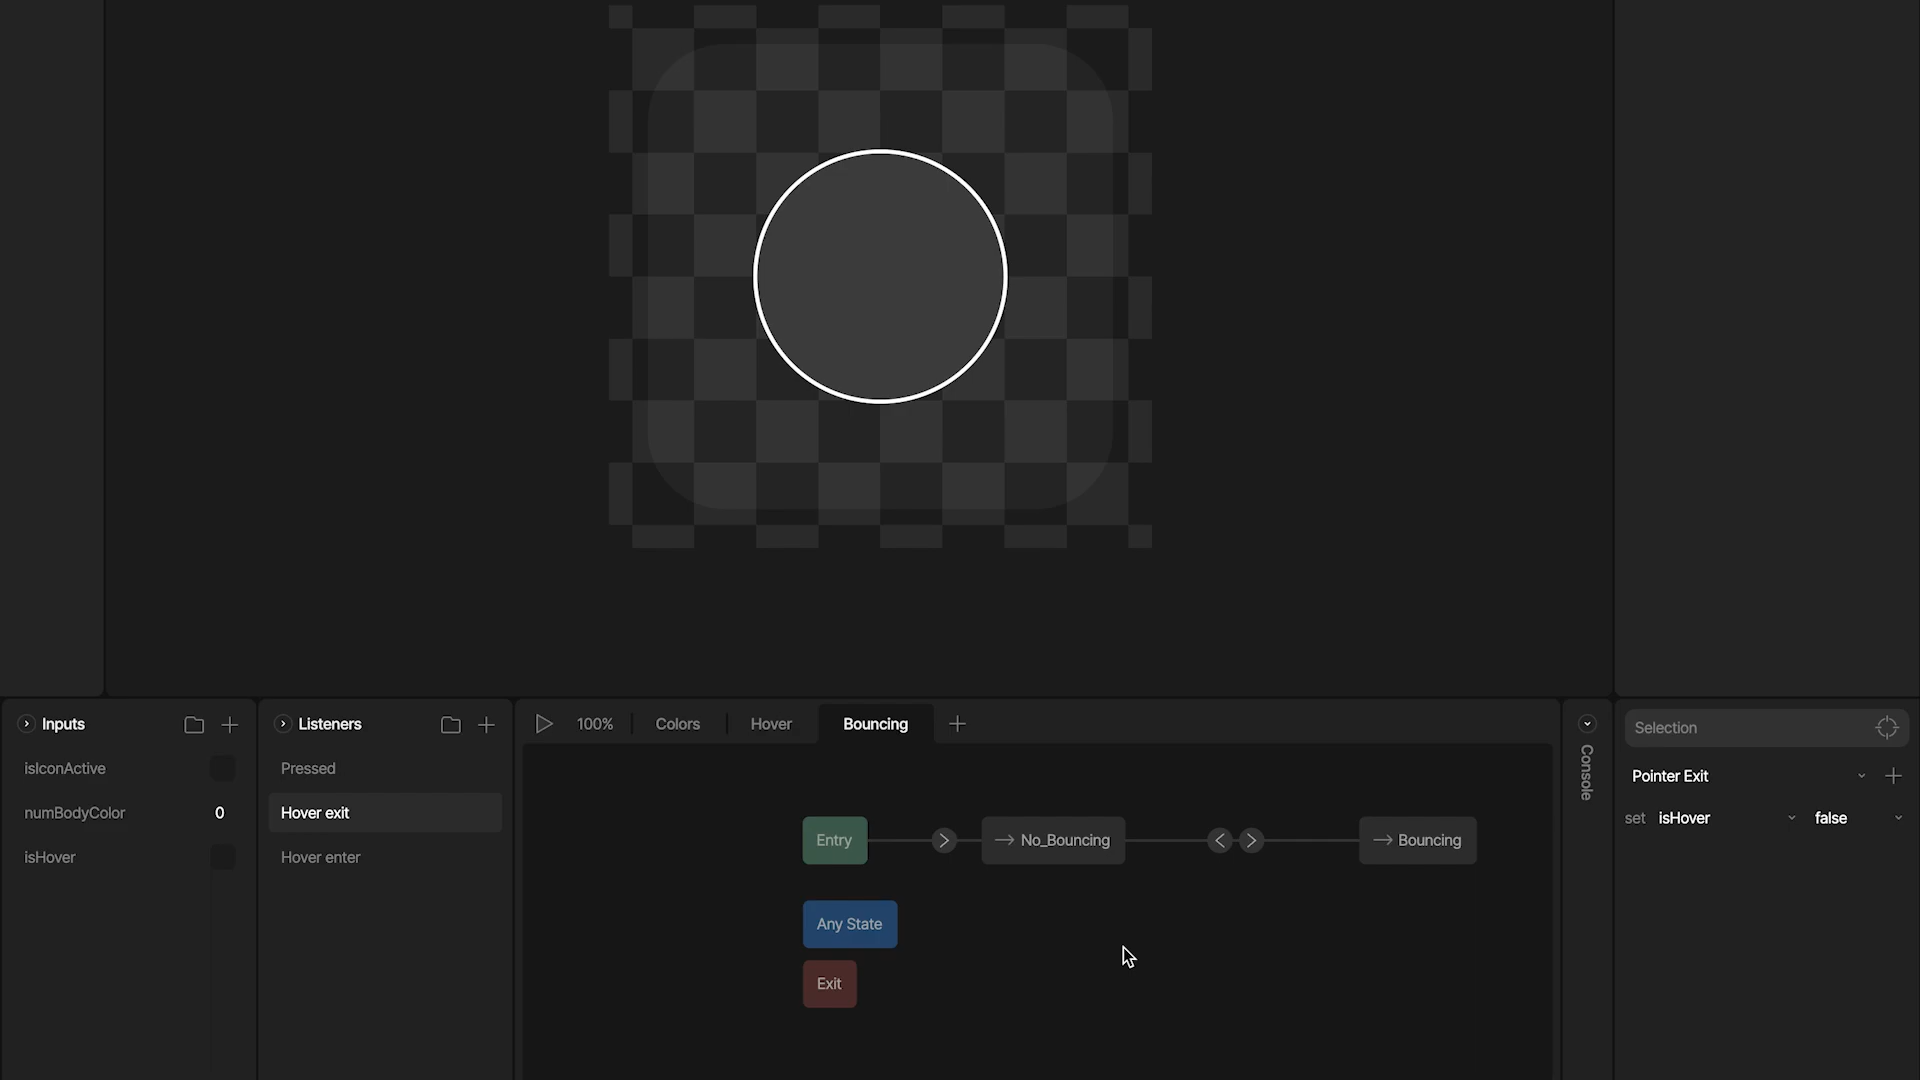 Inputs
isIconActive
numBodyColor 0
isHover
Listeners
Pressed
Hover exit
Hover enter
100% Colors Hover Bouncing
Entry
No_Bouncing
Bouncing
Any State
Exit
Console
Selection
Pointer Exit
set isHover false